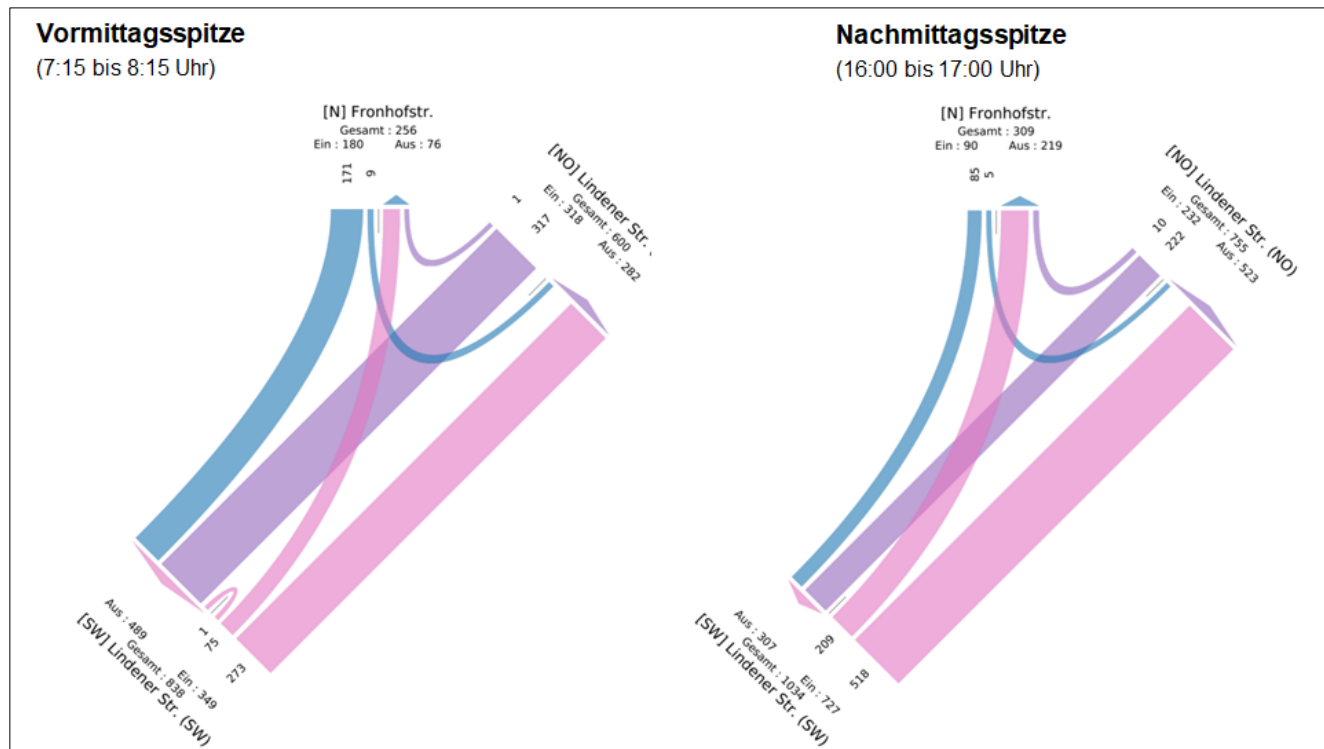 Vormittagsspitze
(7:15 bis 8:15 Uhr)
[N] Fronhofstr.
Gesamt : 256
Ein : 180 Aus : 76
171
9
[NO] Lindener Str.
Gesamt : 600
Ein : 318 Aus : 282
1
317
1
75
273
Aus : 489 Ein : 349
Gesamt : 838
[SW] Lindener Str. (SW)
Nachmittagsspitze
(16:00 bis 17:00 Uhr)
[N] Fronhofstr.
Gesamt : 309
Ein : 90 Aus : 219
85
5
[NO] Lindener Str. (NO)
Gesamt : 755
Ein : 232 Aus : 523
10
222
209
518
Aus : 307 Ein : 727
Gesamt : 1034
[SW] Lindener Str. (SW)